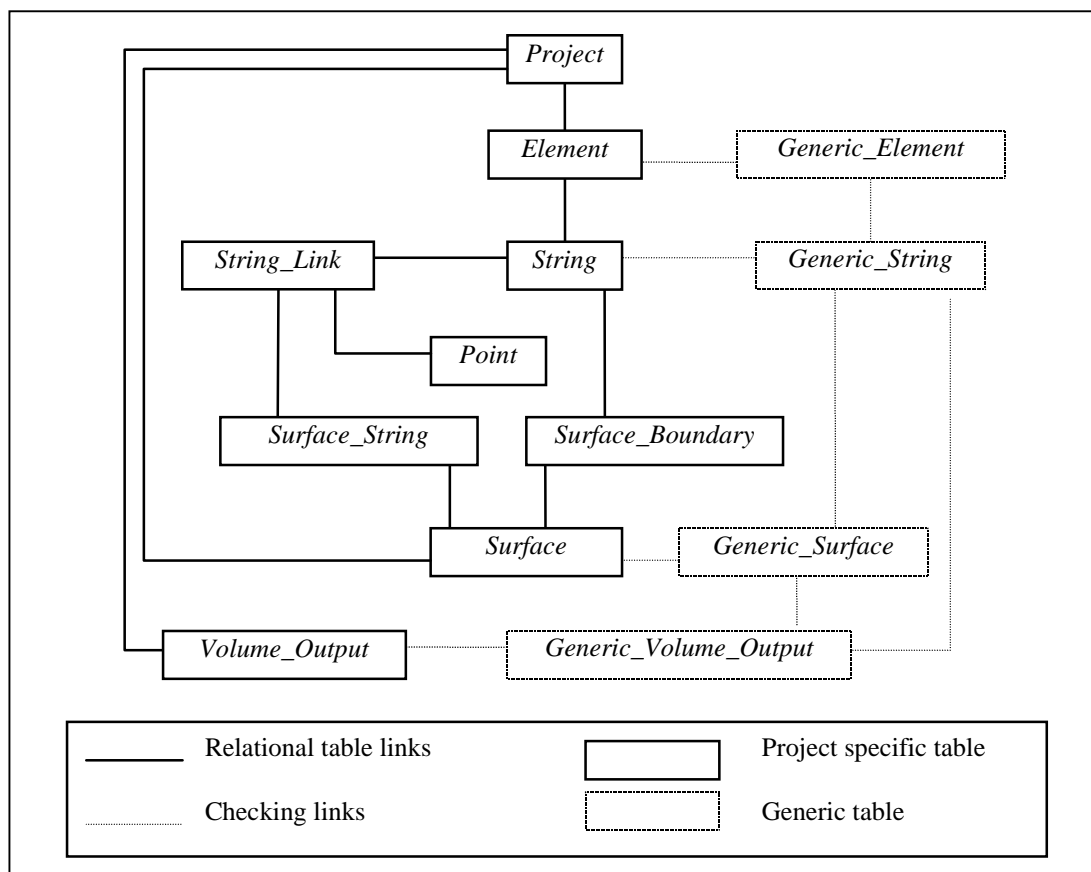 Project
Element
Generic_Element
String_Link
String
Generic_String
Point
Surface_String
Surface_Boundary
Surface
Generic_Surface
Volume_Output
Generic_Volume_Output
Relational table links
Project specific table
Checking links
Generic table